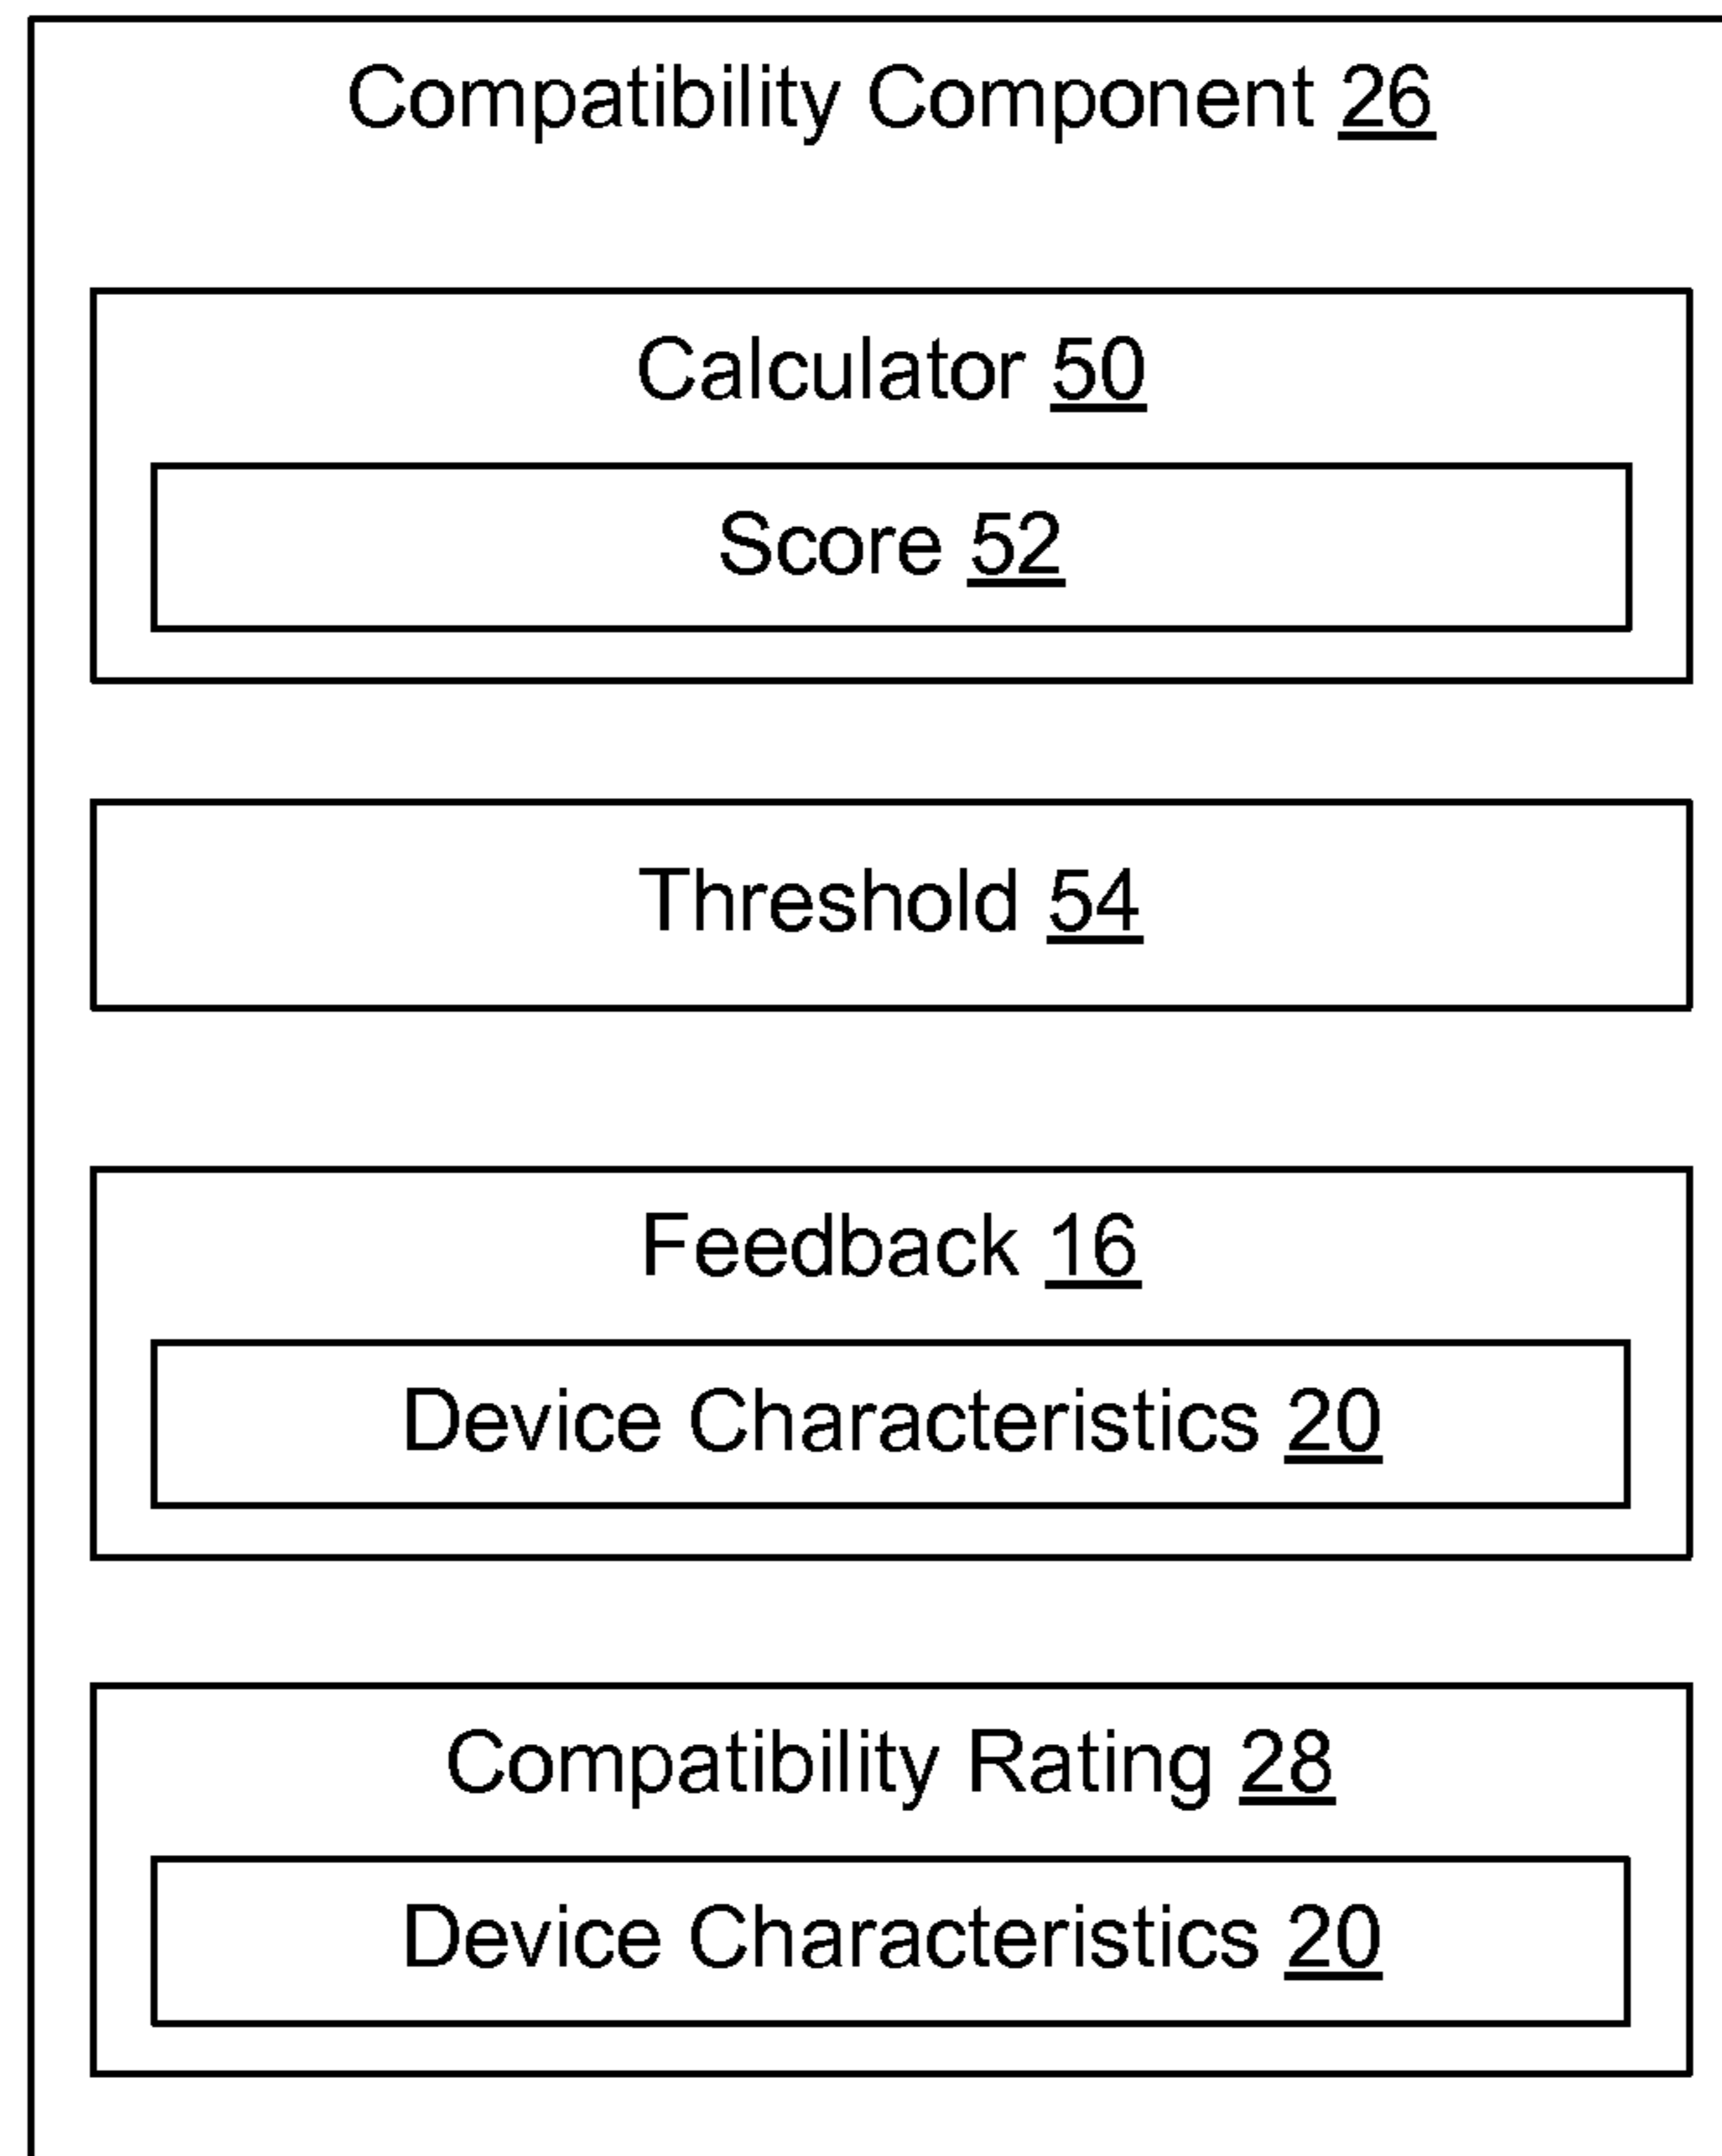 Compatibility Component 26
Calculator 50
Score 52
Threshold 54
Feedback 16
Device Characteristics 20
Compatibility Rating 28
Device Characteristics 20